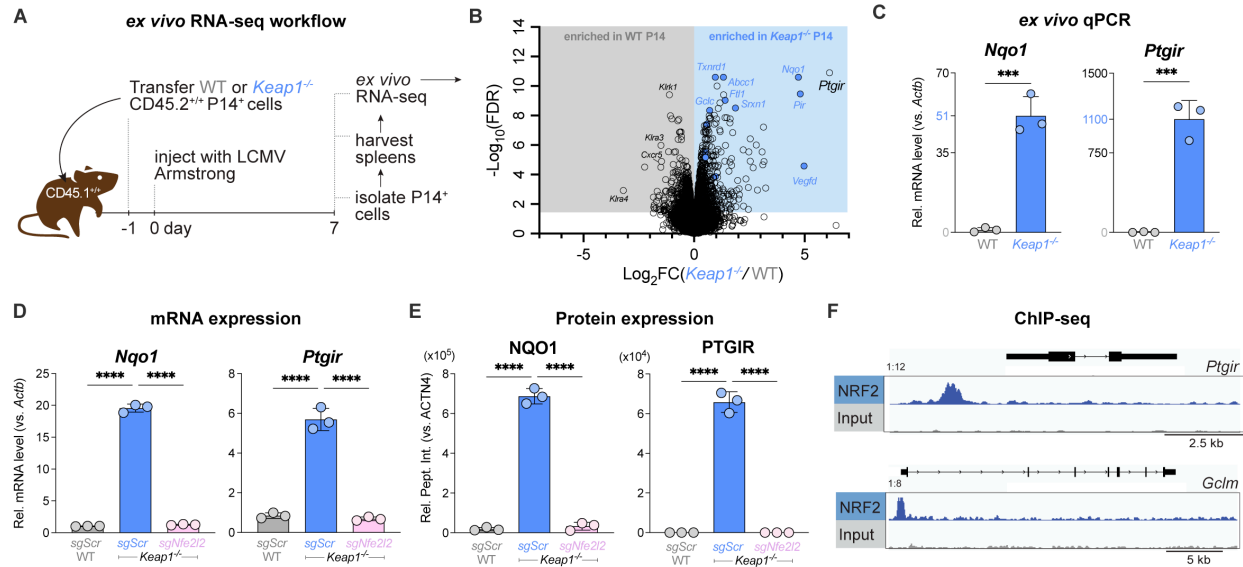 A
ex vivo RNA-seq workflow
Transfer WT or Keap1-/-
CD45.2+/+ P14+ cells
inject with LCMV
Armstrong
CD45.1+/+
-1
0 day
7
ex vivo
RNA-seq
harvest
spleens
isolate P14+
cells
B
enriched in WT P14
enriched in Keap1-/- P14
-Log10(FDR)
14
12
10
8
6
4
2
0
-5
0
5
Log2FC(Keap1-/-/WT)
Txnrd1
Abcc1
Ftl1
Gclc
Srxn1
Nqo1
Ptgir
Pir
Vegfd
Klrk1
Klra3
Cxcr5
Klra4
C
ex vivo qPCR
Nqo1
***
Rel. mRNA level (vs. Actb)
70
51
35
0
WT
Keap1-/-
Ptgir
***
1500
1100
750
0
WT
Keap1-/-
D
mRNA expression
Nqo1
****
****
Rel. mRNA level (vs. Actb)
25
20
15
10
5
0
sgScr
WT
sgScr
sgNfe2l2
Keap1-/-
Ptgir
****
****
8
6
4
2
0
sgScr
WT
sgScr
sgNfe2l2
Keap1-/-
E
Protein expression
(x10⁵)
NQO1
****
****
Rel. Pept. Int. (vs. ACTN4)
8
6
4
2
0
sgScr
WT
sgScr
sgNfe2l2
Keap1-/-
(x10⁴)
PTGIR
****
****
8
6
4
2
0
sgScr
WT
sgScr
sgNfe2l2
Keap1-/-
F
ChIP-seq
1:12
Ptgir
NRF2
Input
2.5 kb
1:8
Gclm
NRF2
Input
5 kb